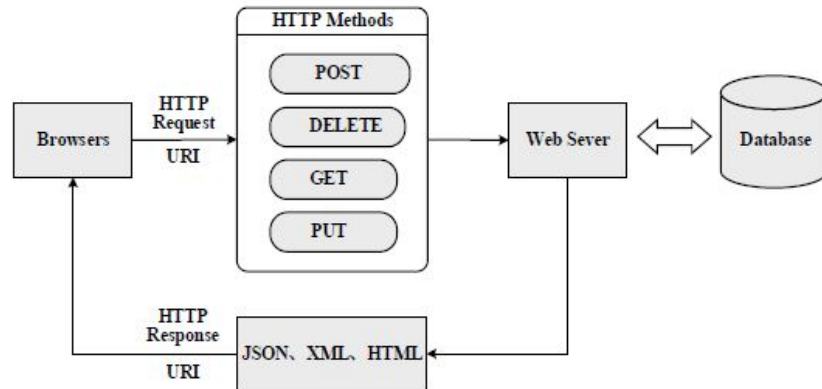 HTTP Methods
POST
DELETE
GET
PUT
Browsers
HTTP
Request
URI
Web Sever
Database
HTTP
Response
URI
JSON、XML、HTML